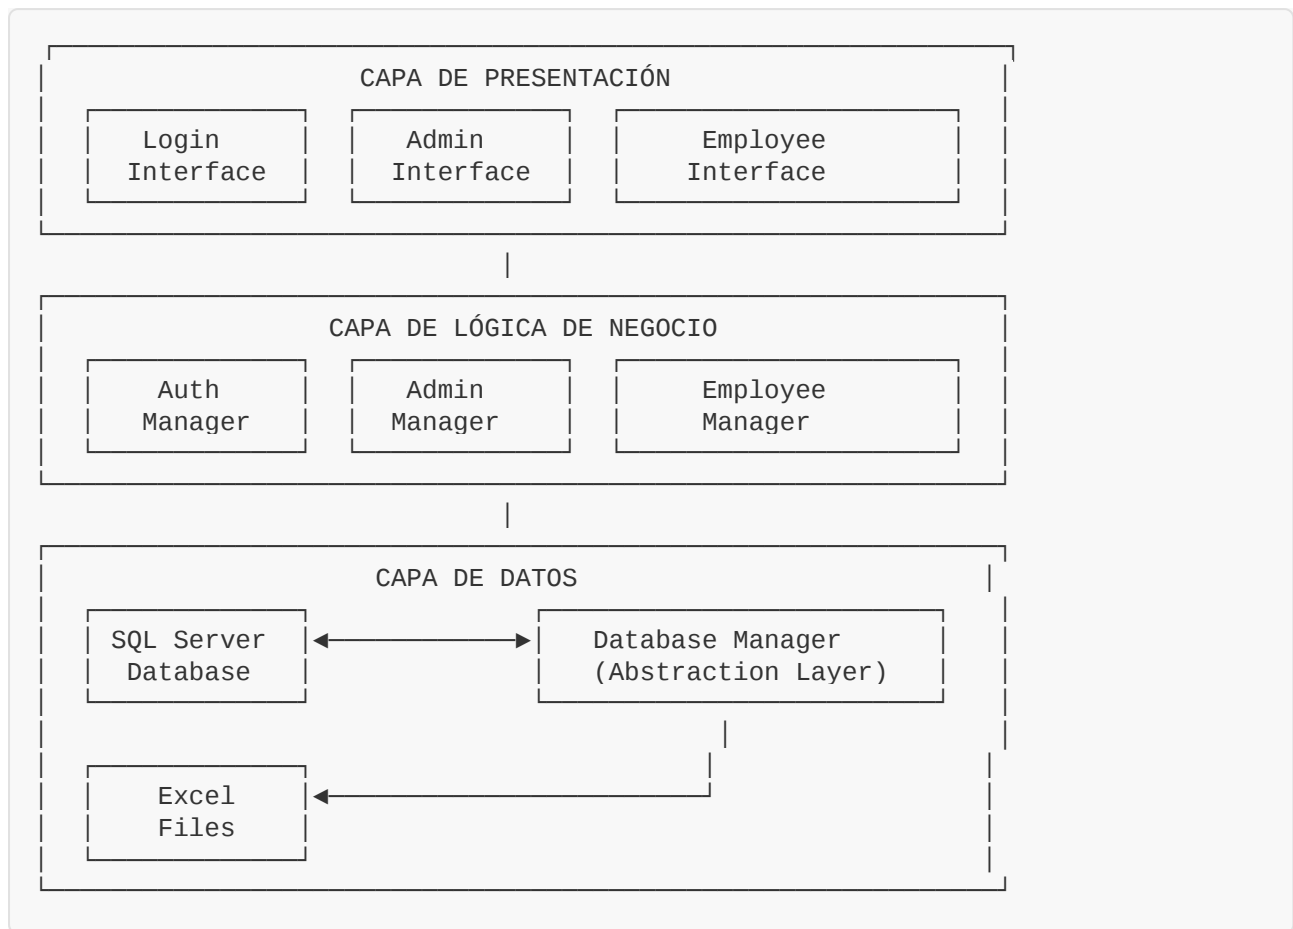 CAPA DE PRESENTACIÓN
Login Admin Employee
Interface Interface Interface
CAPA DE LÓGICA DE NEGOCIO
Auth Admin Employee
Manager Manager Manager
CAPA DE DATOS
SQL Server Database Manager
Database (Abstraction Layer)
Excel
Files